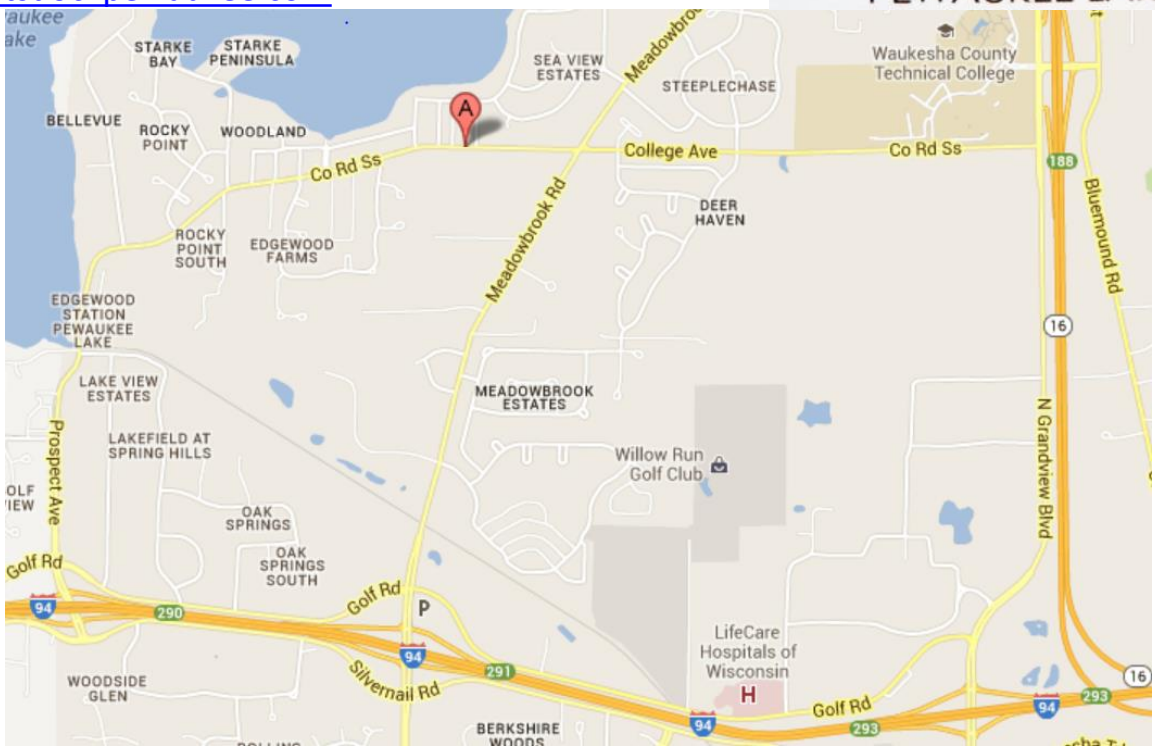 STARKE
BAY
STARKE
PENINSULA
SEA VIEW
ESTATES
Meadowbrook
STEEPLECHASE
Waukesha County
Technical College
BELLEVUE
ROCKY
POINT
WOODLAND
A
Co Rd Ss
College Ave
Co Rd Ss
188
Bluemound Rd
DEER
HAVEN
Meadowbrook Rd
ROCKY
POINT
SOUTH
EDGEWOOD
FARMS
EDGEWOOD
STATION
PEWAUKEE
LAKE
16
LAKE VIEW
ESTATES
MEADOWBROOK
ESTATES
Prospect Ave
LAKEFIELD AT
SPRING HILLS
Willow Run
Golf Club
N Grandview Blvd
OAK
SPRINGS
OAK
SPRINGS
SOUTH
Golf Rd
Golf Rd
P
94
290
94
291
LifeCare
Hospitals of
Wisconsin
H
Silvernail Rd
WOODSIDE
GLEN
BERKSHIRE
WOODS
94
Golf Rd
293
94
293
16